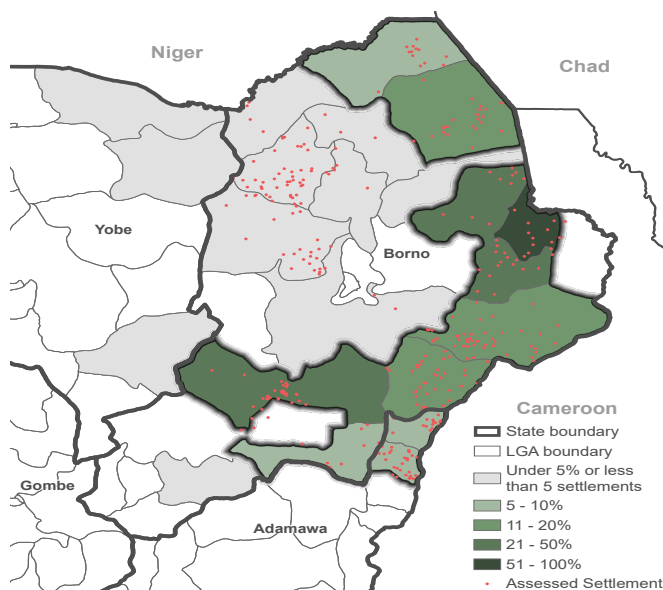 Niger
Chad
Yobe
Borno
Cameroon
State boundary
LGA boundary
Under 5% or less
than 5 settlements
5 - 10%
11 - 20%
21 - 50%
51 - 100%
Assessed Settlement
Gombe
Adamawa